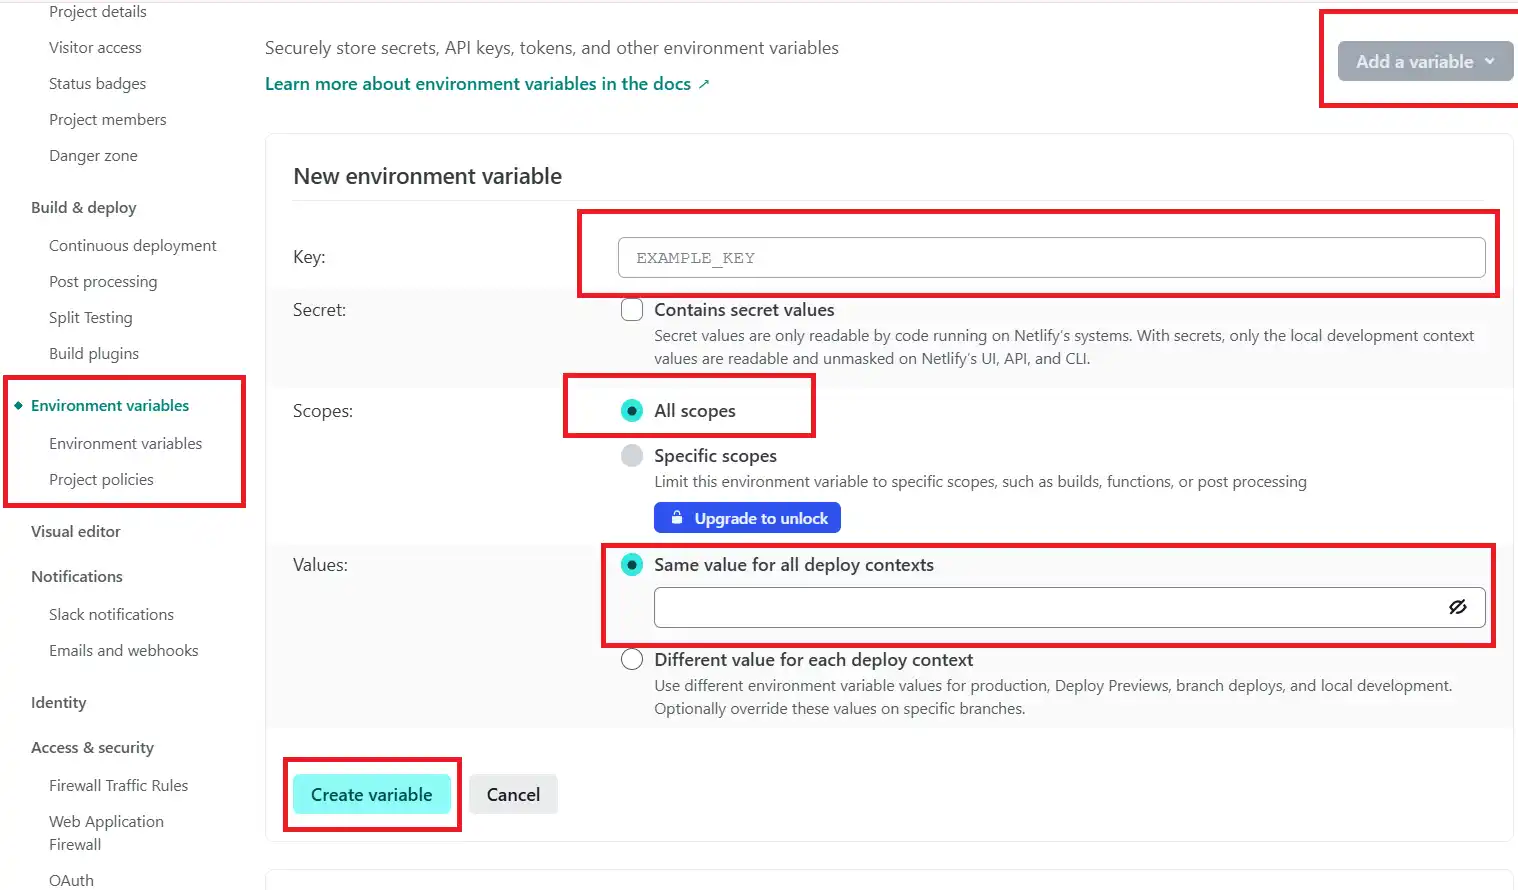 Project details
Visitor access
Status badges
Project members
Danger zone
Build & deploy
Continuous deployment
Post processing
Split Testing
Build plugins
Environment variables
Environment variables
Project policies
Visual editor
Notifications
Slack notifications
Emails and webhooks
Identity
Access & security
Firewall Traffic Rules
Web Application
Firewall
OAuth
Securely store secrets, API keys, tokens, and other environment variables
Learn more about environment variables in the docs ↗
Add a variable
New environment variable
Key:
EXAMPLE_KEY
Secret:
Contains secret values
Secret values are only readable by code running on Netlify's systems. With secrets, only the local development context
values are readable and unmasked on Netlify's UI, API, and CLI.
Scopes:
All scopes
Specific scopes
Limit this environment variable to specific scopes, such as builds, functions, or post processing
Upgrade to unlock
Values:
Same value for all deploy contexts
Different value for each deploy context
Use different environment variable values for production, Deploy Previews, branch deploys, and local development.
Optionally override these values on specific branches.
Create variable
Cancel